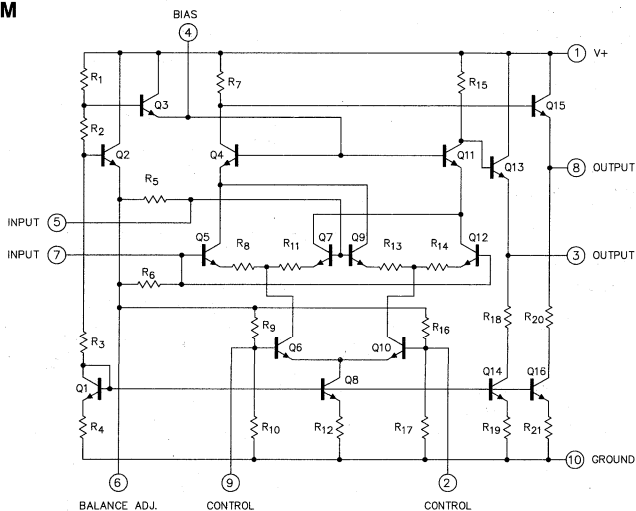 M
BIAS
4
1 V+
R1 R7 R15
Q3 Q15
R2
Q2 Q4 Q11 Q13
8 OUTPUT
R5
INPUT 5
Q5 R8 R11 Q7 Q9 R13 R14 Q12
INPUT 7
3 OUTPUT
R6
R9 R16 R18 R20
R3 Q6 Q10
Q1 Q8 Q14 Q16
R4 R10 R12 R17 R19 R21
10 GROUND
6 9 2
BALANCE ADJ. CONTROL CONTROL